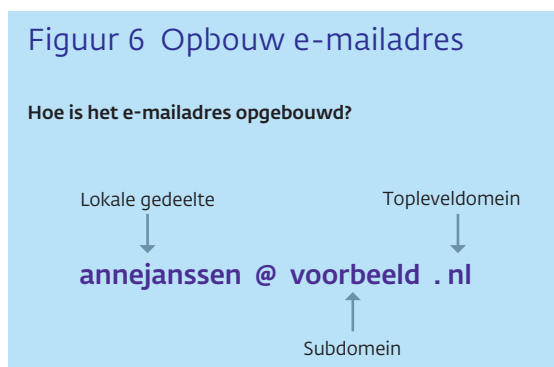 Figuur 6 Opbouw e-mailadres
Hoe is het e-mailadres opgebouwd?
Lokale gedeelte Topleveldomein
annejanssen @ voorbeeld . nl
Subdomein